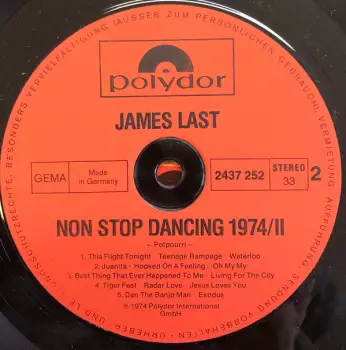 polydor
JAMES LAST
GEMA
Made in Germany
2437 252
STEREO
33
2
NON STOP DANCING 1974/II
– Potpourri –
1. This Flight Tonight Teenage Rampage Waterloo
2. Juanita - Hooked On A Feeling Oh My My
3. Bust Thing That Ever Happened To Me Living For The City
4. Tiger Feet Radar Love Jesus Loves You
5. Dan The Banjo Man Exodus
℗ 1974 Polydor International
GmbH
BESONDERS VERVIELFÄLTIGUNG (AUSSER ZUM PERSÖNLICHEN GEBRAUCH), VERMIETUNG, AUFFÜHRUNG, SENDUNG VORBEHALTEN · URHEBER- UND LEISTUNGSSCHUTZRECHTE,